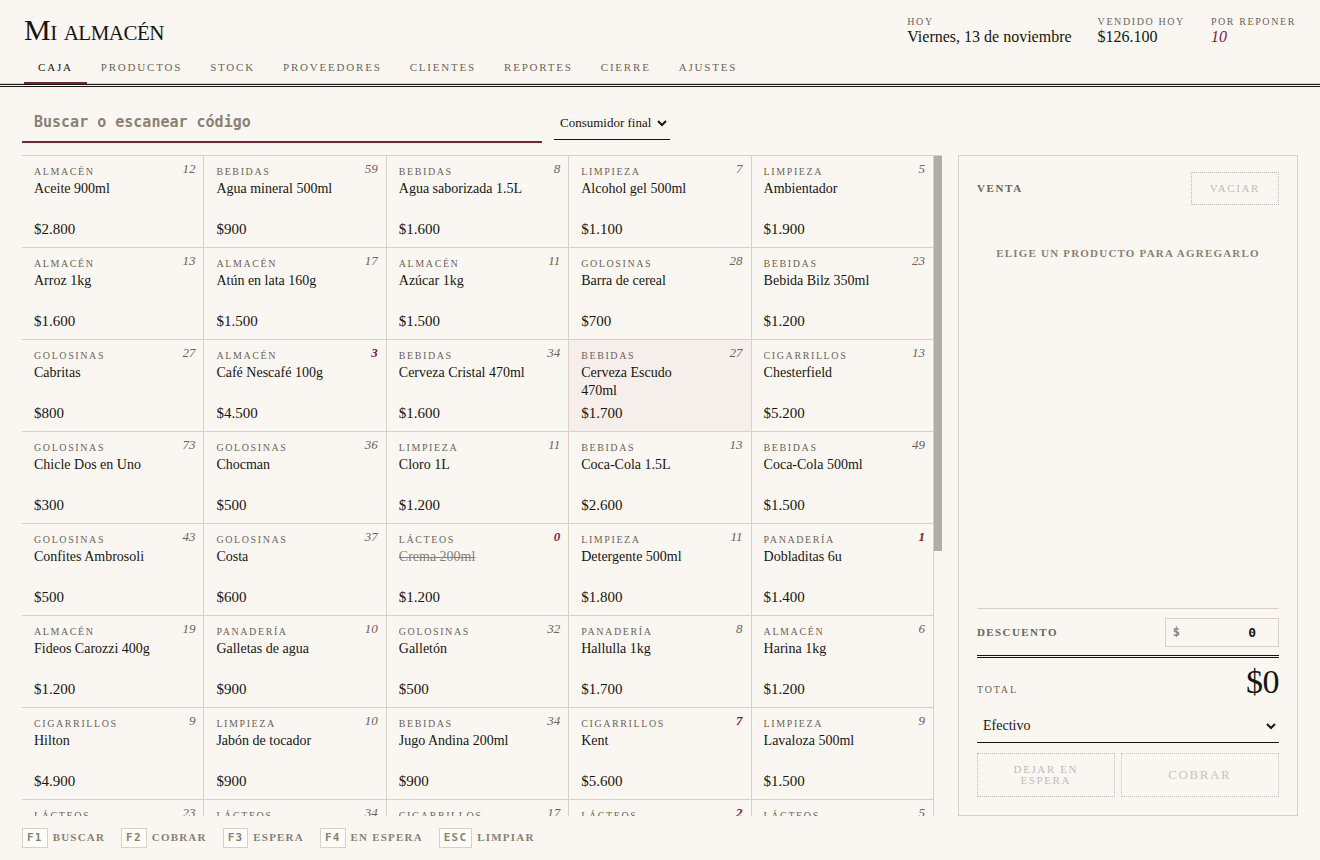 Mi almacén
HOY
Viernes, 13 de noviembre
VENDIDO HOY
$126.100
POR REPONER
10
CAJA PRODUCTOS STOCK PROVEEDORES CLIENTES REPORTES CIERRE AJUSTES
Buscar o escanear código
Consumidor final
ALMACÉN 12
Aceite 900ml
$2.800
BEBIDAS 59
Agua mineral 500ml
$900
BEBIDAS 8
Agua saborizada 1.5L
$1.600
LIMPIEZA 7
Alcohol gel 500ml
$1.100
LIMPIEZA 5
Ambientador
$1.900
ALMACÉN 13
Arroz 1kg
$1.600
ALMACÉN 17
Atún en lata 160g
$1.500
ALMACÉN 11
Azúcar 1kg
$1.500
GOLOSINAS 28
Barra de cereal
$700
BEBIDAS 23
Bebida Bilz 350ml
$1.200
GOLOSINAS 27
Cabritas
$800
ALMACÉN 3
Café Nescafé 100g
$4.500
BEBIDAS 34
Cerveza Cristal 470ml
$1.600
BEBIDAS 27
Cerveza Escudo
470ml
$1.700
CIGARRILLOS 13
Chesterfield
$5.200
GOLOSINAS 73
Chicle Dos en Uno
$300
GOLOSINAS 36
Chocman
$500
LIMPIEZA 11
Cloro 1L
$1.200
BEBIDAS 13
Coca-Cola 1.5L
$2.600
BEBIDAS 49
Coca-Cola 500ml
$1.500
GOLOSINAS 43
Confites Ambrosoli
$500
GOLOSINAS 37
Costa
$600
LÁCTEOS 0
Crema 200ml
$1.200
LIMPIEZA 11
Detergente 500ml
$1.800
PANADERÍA 1
Dobladitas 6u
$1.400
ALMACÉN 19
Fideos Carozzi 400g
$1.200
PANADERÍA 10
Galletas de agua
$900
GOLOSINAS 32
Galletón
$500
PANADERÍA 8
Hallulla 1kg
$1.700
ALMACÉN 6
Harina 1kg
$1.200
CIGARRILLOS 9
Hilton
$4.900
LIMPIEZA 10
Jabón de tocador
$900
BEBIDAS 34
Jugo Andina 200ml
$900
CIGARRILLOS 7
Kent
$5.600
LIMPIEZA 9
Lavaloza 500ml
$1.500
LÁCTEOS 23
LÁCTEOS 34
CIGARRILLOS 17
LÁCTEOS 2
LÁCTEOS 5
VENTA
VACIAR
ELIGE UN PRODUCTO PARA AGREGARLO
DESCUENTO $ 0
TOTAL $0
Efectivo
DEJAR EN
ESPERA
COBRAR
F1 BUSCAR F2 COBRAR F3 ESPERA F4 EN ESPERA ESC LIMPIAR